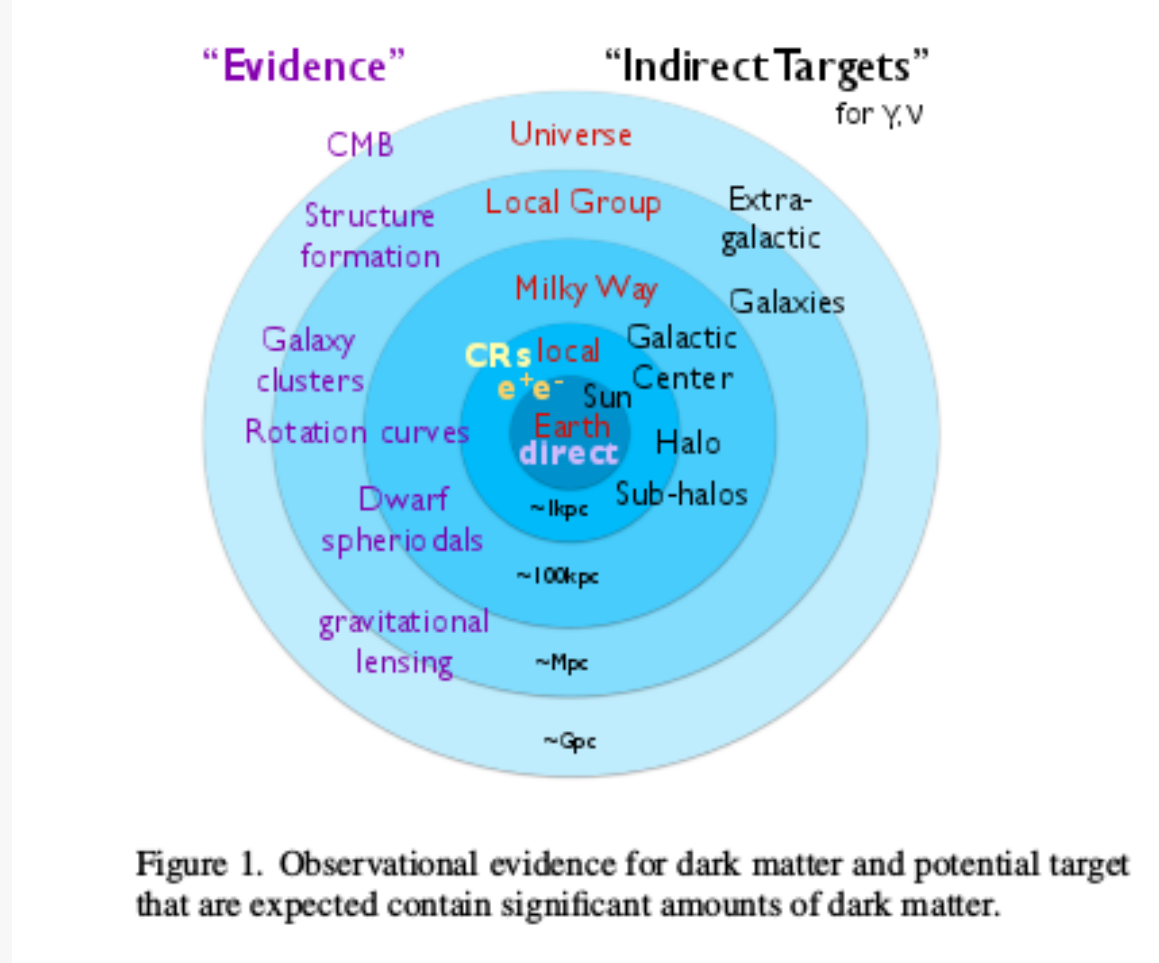 “Evidence”
“Indirect Targets”
for γ,ν
CMB
Universe
Structure
formation
Local Group
Extra-
galactic
Milky Way
Galaxies
Galaxy
clusters
CRs local
e⁺e⁻
Galactic
Center
Sun
Rotation curves
Earth
direct
Halo
Dwarf
spheriodals
~1kpc
Sub-halos
~100kpc
gravitational
lensing
~Mpc
~Gpc
Figure 1. Observational evidence for dark matter and potential target
that are expected contain significant amounts of dark matter.